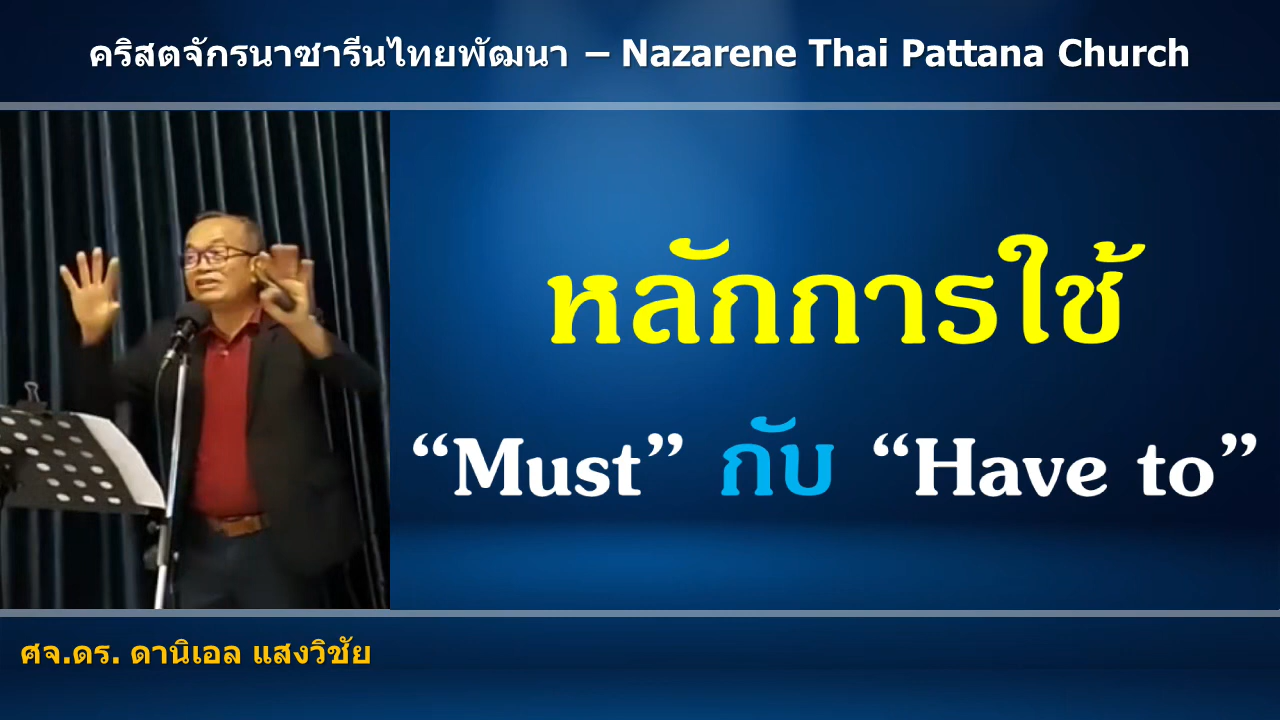 คริสตจักรนาซารีนไทยพัฒนา – Nazarene Thai Pattana Church
หลักการใช้
“Must” กับ “Have to”
ศจ.ดร. ดานิเอล แสงวิชัย